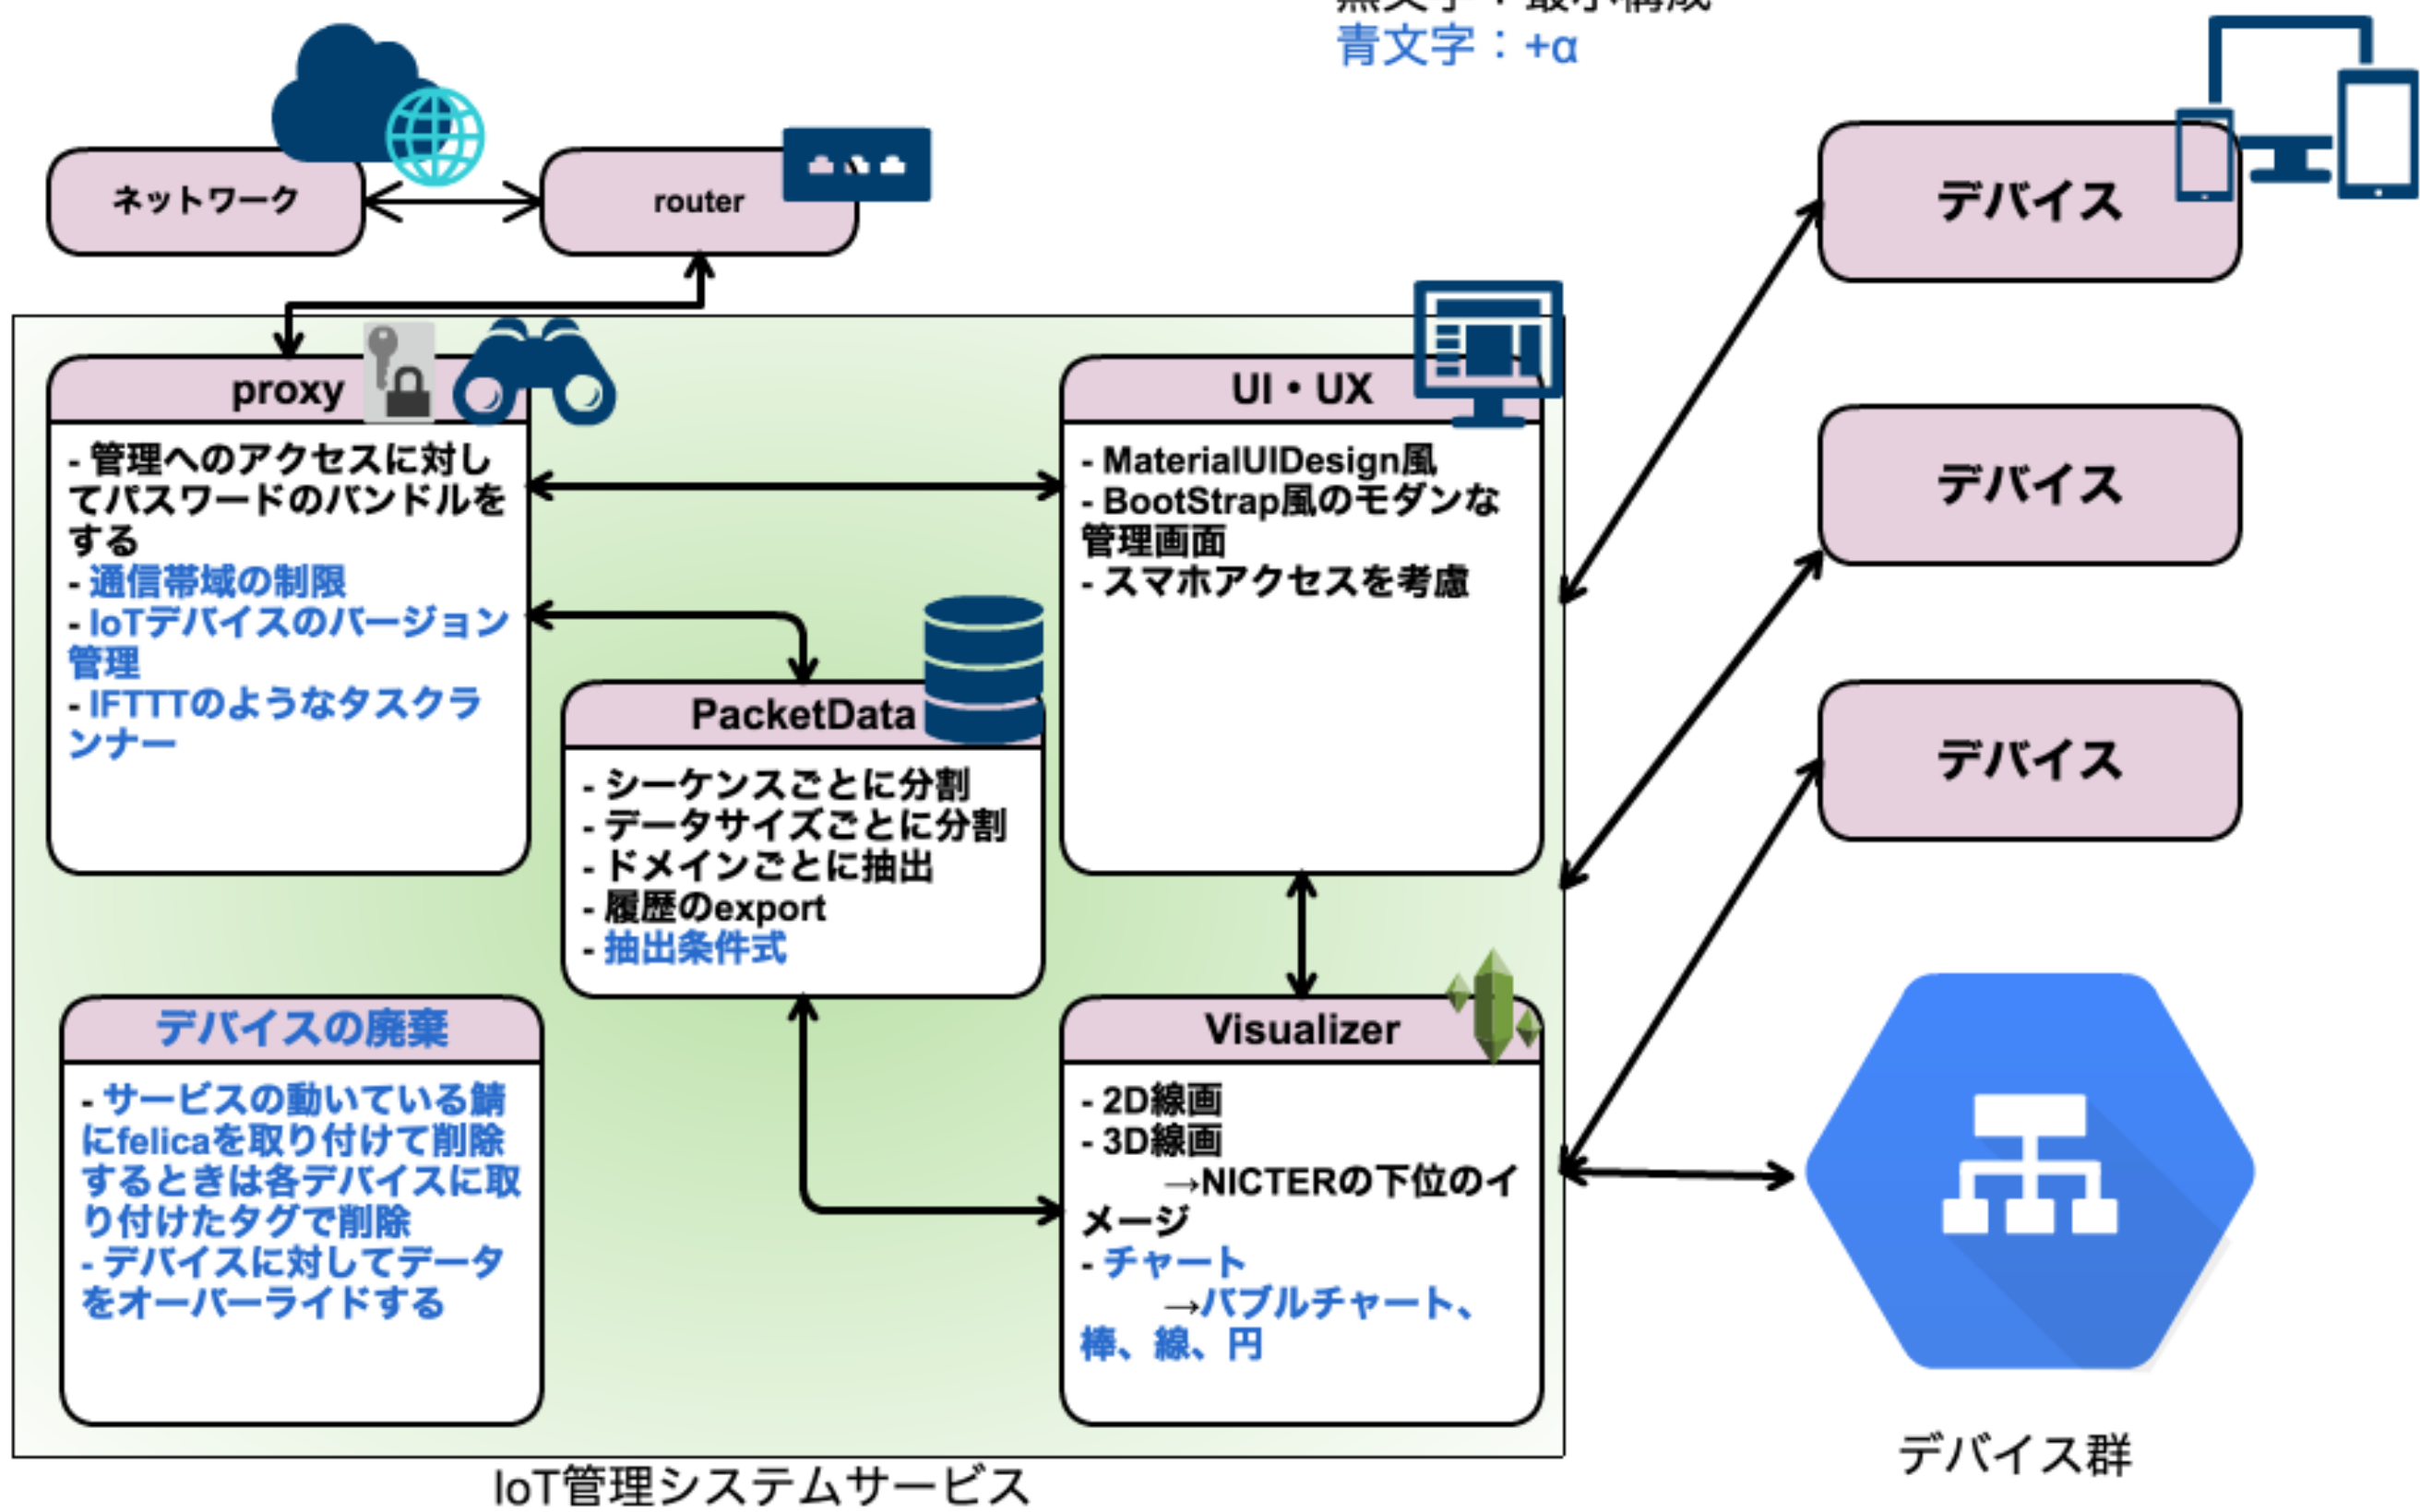 黒文字：最小構成
青文字：+α
ネットワーク
router
デバイス
proxy
- 管理へのアクセスに対し
てパスワードのバンドルを
する
- 通信帯域の制限
- IoTデバイスのバージョン
管理
- IFTTTのようなタスクラ
ンナー
UI・UX
- MaterialUIDesign風
- BootStrap風のモダンな
管理画面
- スマホアクセスを考慮
デバイス
PacketData
- シーケンスごとに分割
- データサイズごとに分割
- ドメインごとに抽出
- 履歴のexport
- 抽出条件式
デバイス
デバイスの廃棄
- サービスの動いている鯖
にfelicaを取り付けて削除
するときは各デバイスに取
り付けたタグで削除
- デバイスに対してデータ
をオーバーライドする
Visualizer
- 2D線画
- 3D線画
→NICTERの下位のイ
メージ
- チャート
→バブルチャート、
棒、線、円
デバイス群
IoT管理システムサービス